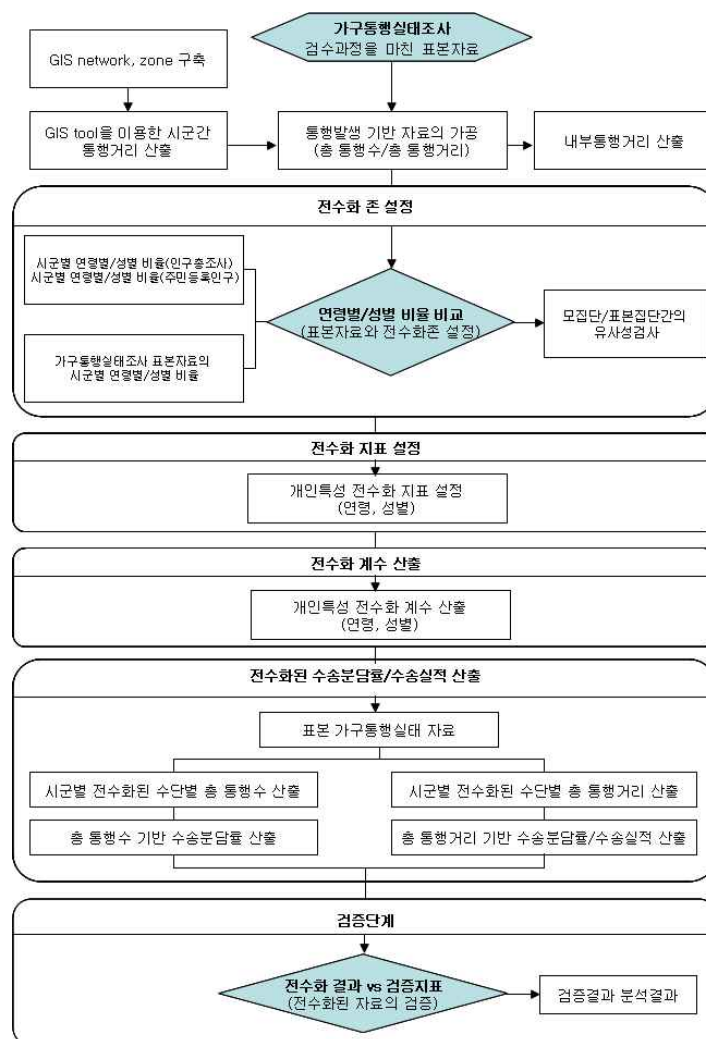 가구통행실태조사
검수과정을 마친 표본자료
GIS network, zone 구축
GIS tool을 이용한 시군간
통행거리 산출
통행발생 기반 자료의 가공
(총 통행수/총 통행거리)
내부통행거리 산출
전수화 존 설정
시군별 연령별/성별 비율(인구총조사)
시군별 연령별/성별 비율(주민등록인구)
연령별/성별 비율 비교
(표본자료와 전수화존 설정)
모집단/표본집단간의
유사성검사
가구통행실태조사 표본자료의
시군별 연령별/성별 비율
전수화 지표 설정
개인특성 전수화 지표 설정
(연령, 성별)
전수화 계수 산출
개인특성 전수화 계수 산출
(연령, 성별)
전수화된 수송분담률/수송실적 산출
표본 가구통행실태 자료
시군별 전수화된 수단별 총 통행수 산출
시군별 전수화된 수단별 총 통행거리 산출
총 통행수 기반 수송분담률 산출
총 통행거리 기반 수송분담률/수송실적 산출
검증단계
전수화 결과 vs 검증지표
(전수화된 자료의 검증)
검증결과 분석결과